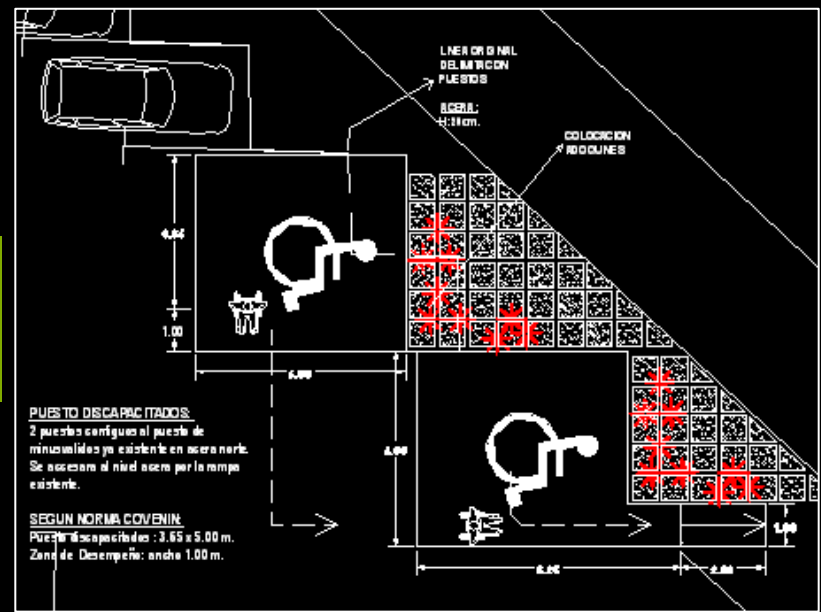 LNEA ORIGINAL
DELIMITACION
PUESTOS
ACERA:
COLOCACION
ADOQUINES
1.00
1.00
PUESTO DISCAPACITADOS:
2 puestos contiguos al puesto de
minusvalidos ya existente en acera norte.
Se accesara al nivel acera por la rampa
existente.
SEGUN NORMA COVENIN:
Puesto discapacitados : 3.65 x 5.00 m.
Zona de Desempeño: ancho 1.00 m.